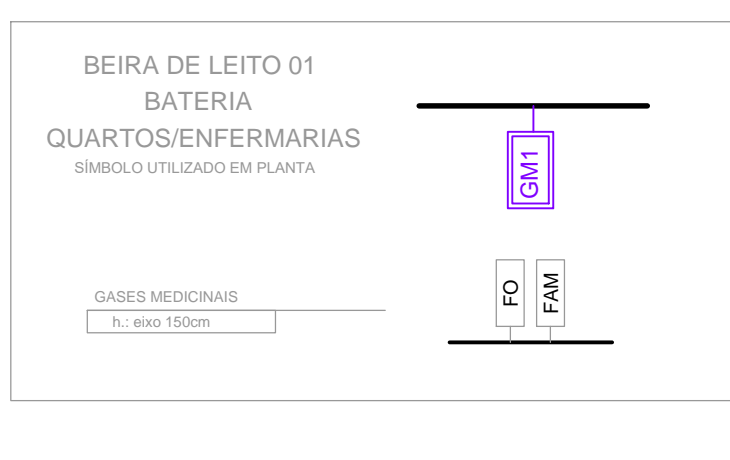 BEIRA DE LEITO 01
BATERIA
QUARTOS/ENFERMARIAS
SÍMBOLO UTILIZADO EM PLANTA
GM1
GASES MEDICINAIS
h.: eixo 150cm
FO
FAM